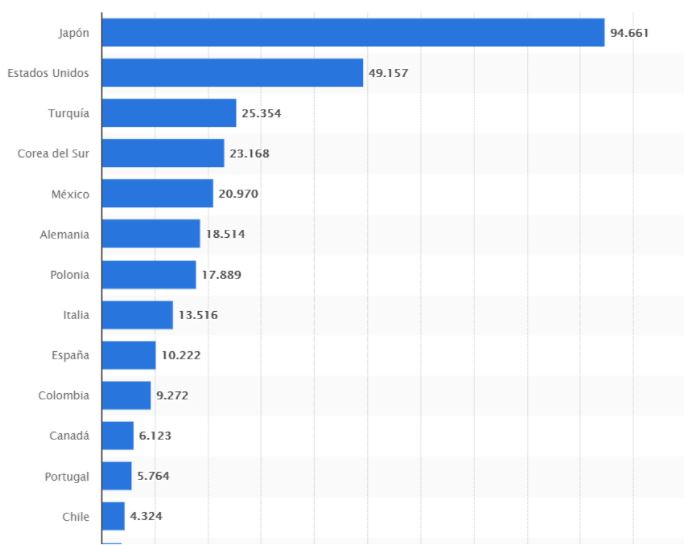 Japón 94.661
Estados Unidos 49.157
Turquía 25.354
Corea del Sur 23.168
México 20.970
Alemania 18.514
Polonia 17.889
Italia 13.516
España 10.222
Colombia 9.272
Canadá 6.123
Portugal 5.764
Chile 4.324